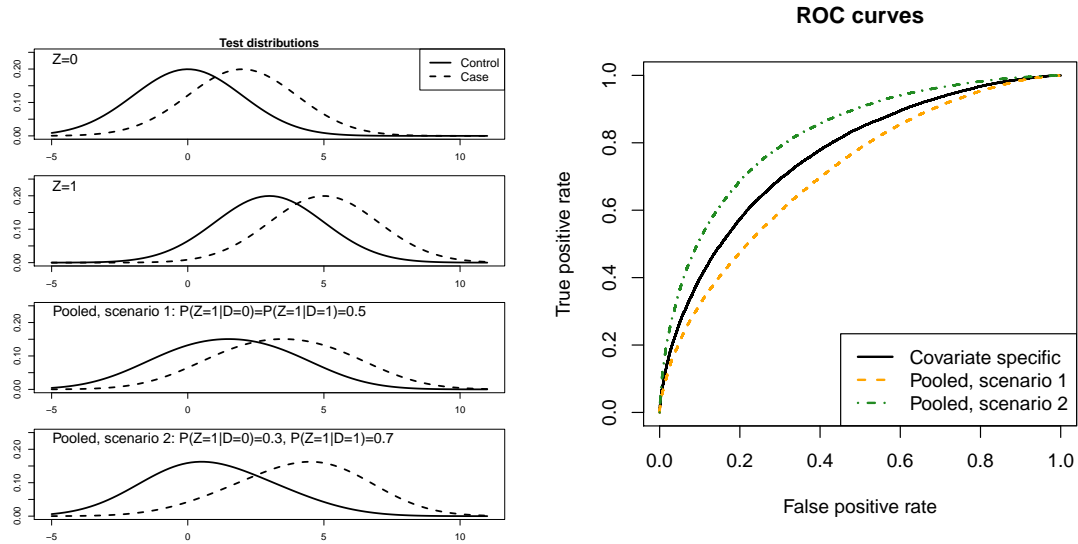 Test distributions
Z=0
Control
Case
0.00 0.10 0.20
−5 0 5 10
Z=1
0.00 0.10 0.20
−5 0 5 10
Pooled, scenario 1: P(Z=1|D=0)=P(Z=1|D=1)=0.5
0.00 0.10 0.20
−5 0 5 10
Pooled, scenario 2: P(Z=1|D=0)=0.3, P(Z=1|D=1)=0.7
0.00 0.10 0.20
−5 0 5 10
ROC curves
True positive rate
0.0 0.2 0.4 0.6 0.8 1.0
Covariate specific
Pooled, scenario 1
Pooled, scenario 2
0.0 0.2 0.4 0.6 0.8 1.0
False positive rate